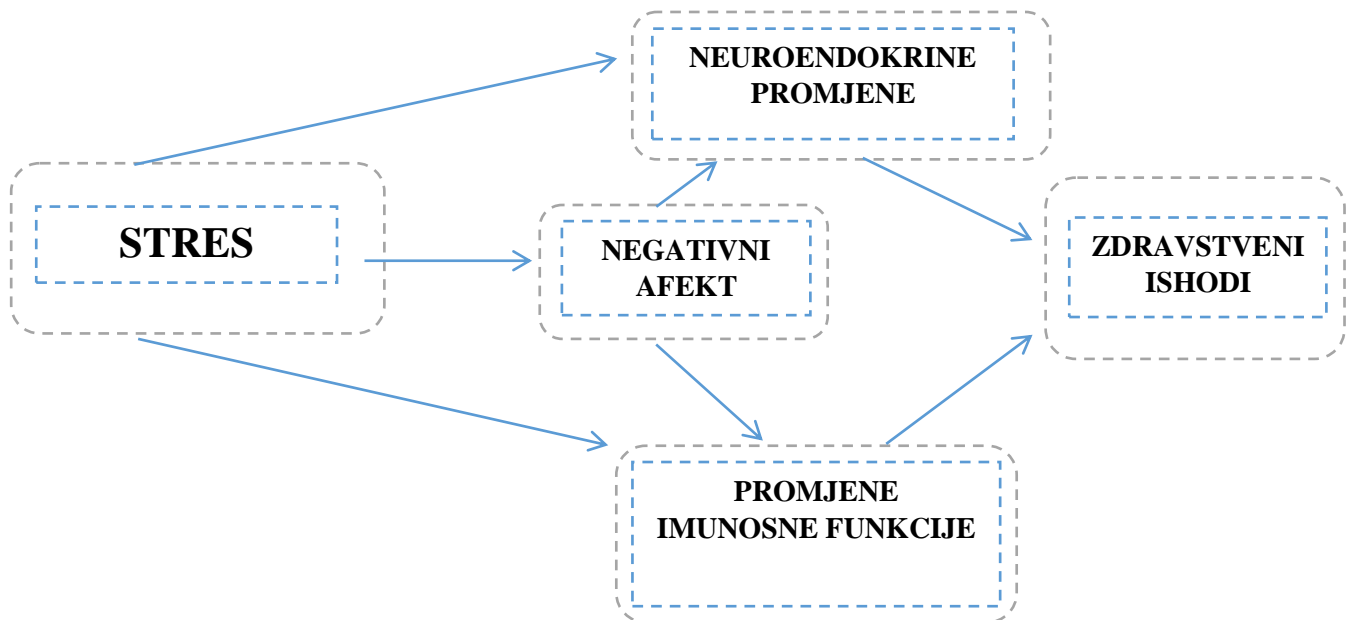 NEUROENDOKRINE
PROMJENE
STRES
NEGATIVNI
AFEKT
ZDRAVSTVENI
ISHODI
PROMJENE
IMUNOSNE FUNKCIJE